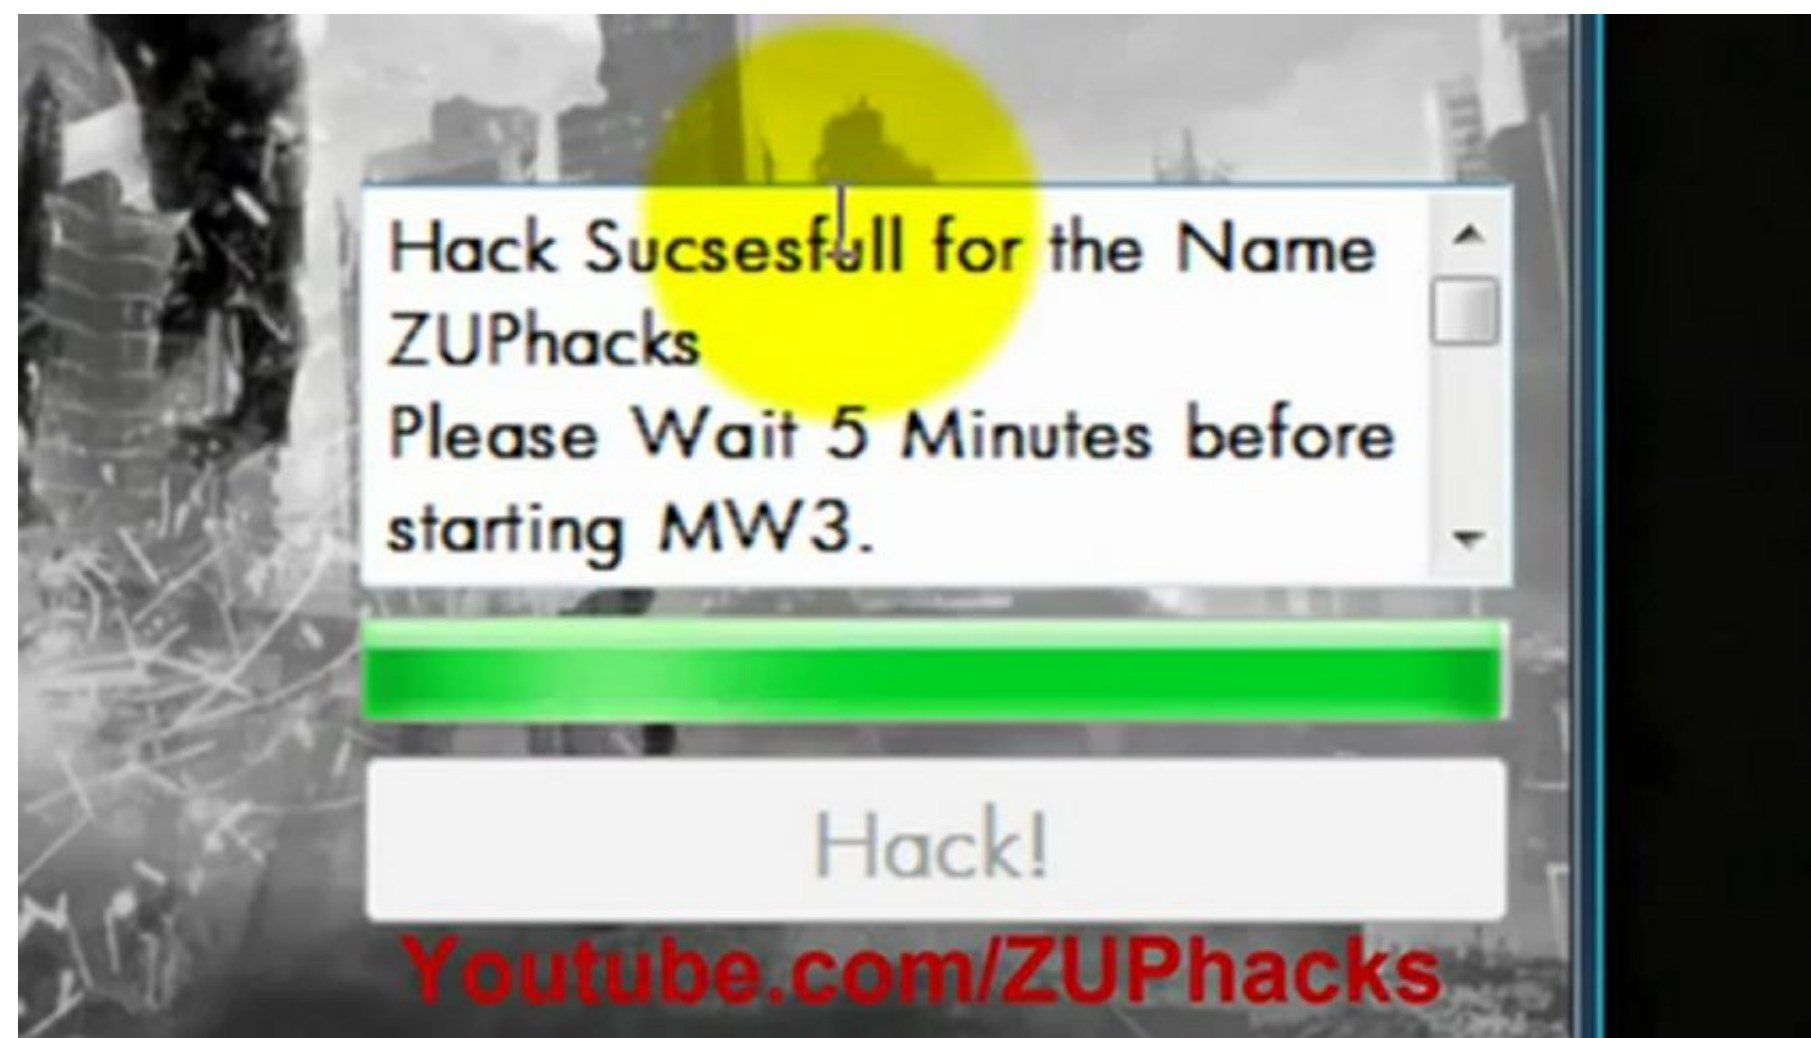 Hack Sucsesfull for the Name
ZUPhacks
Please Wait 5 Minutes before
starting MW3.
Hack!
Youtube.com/ZUPhacks